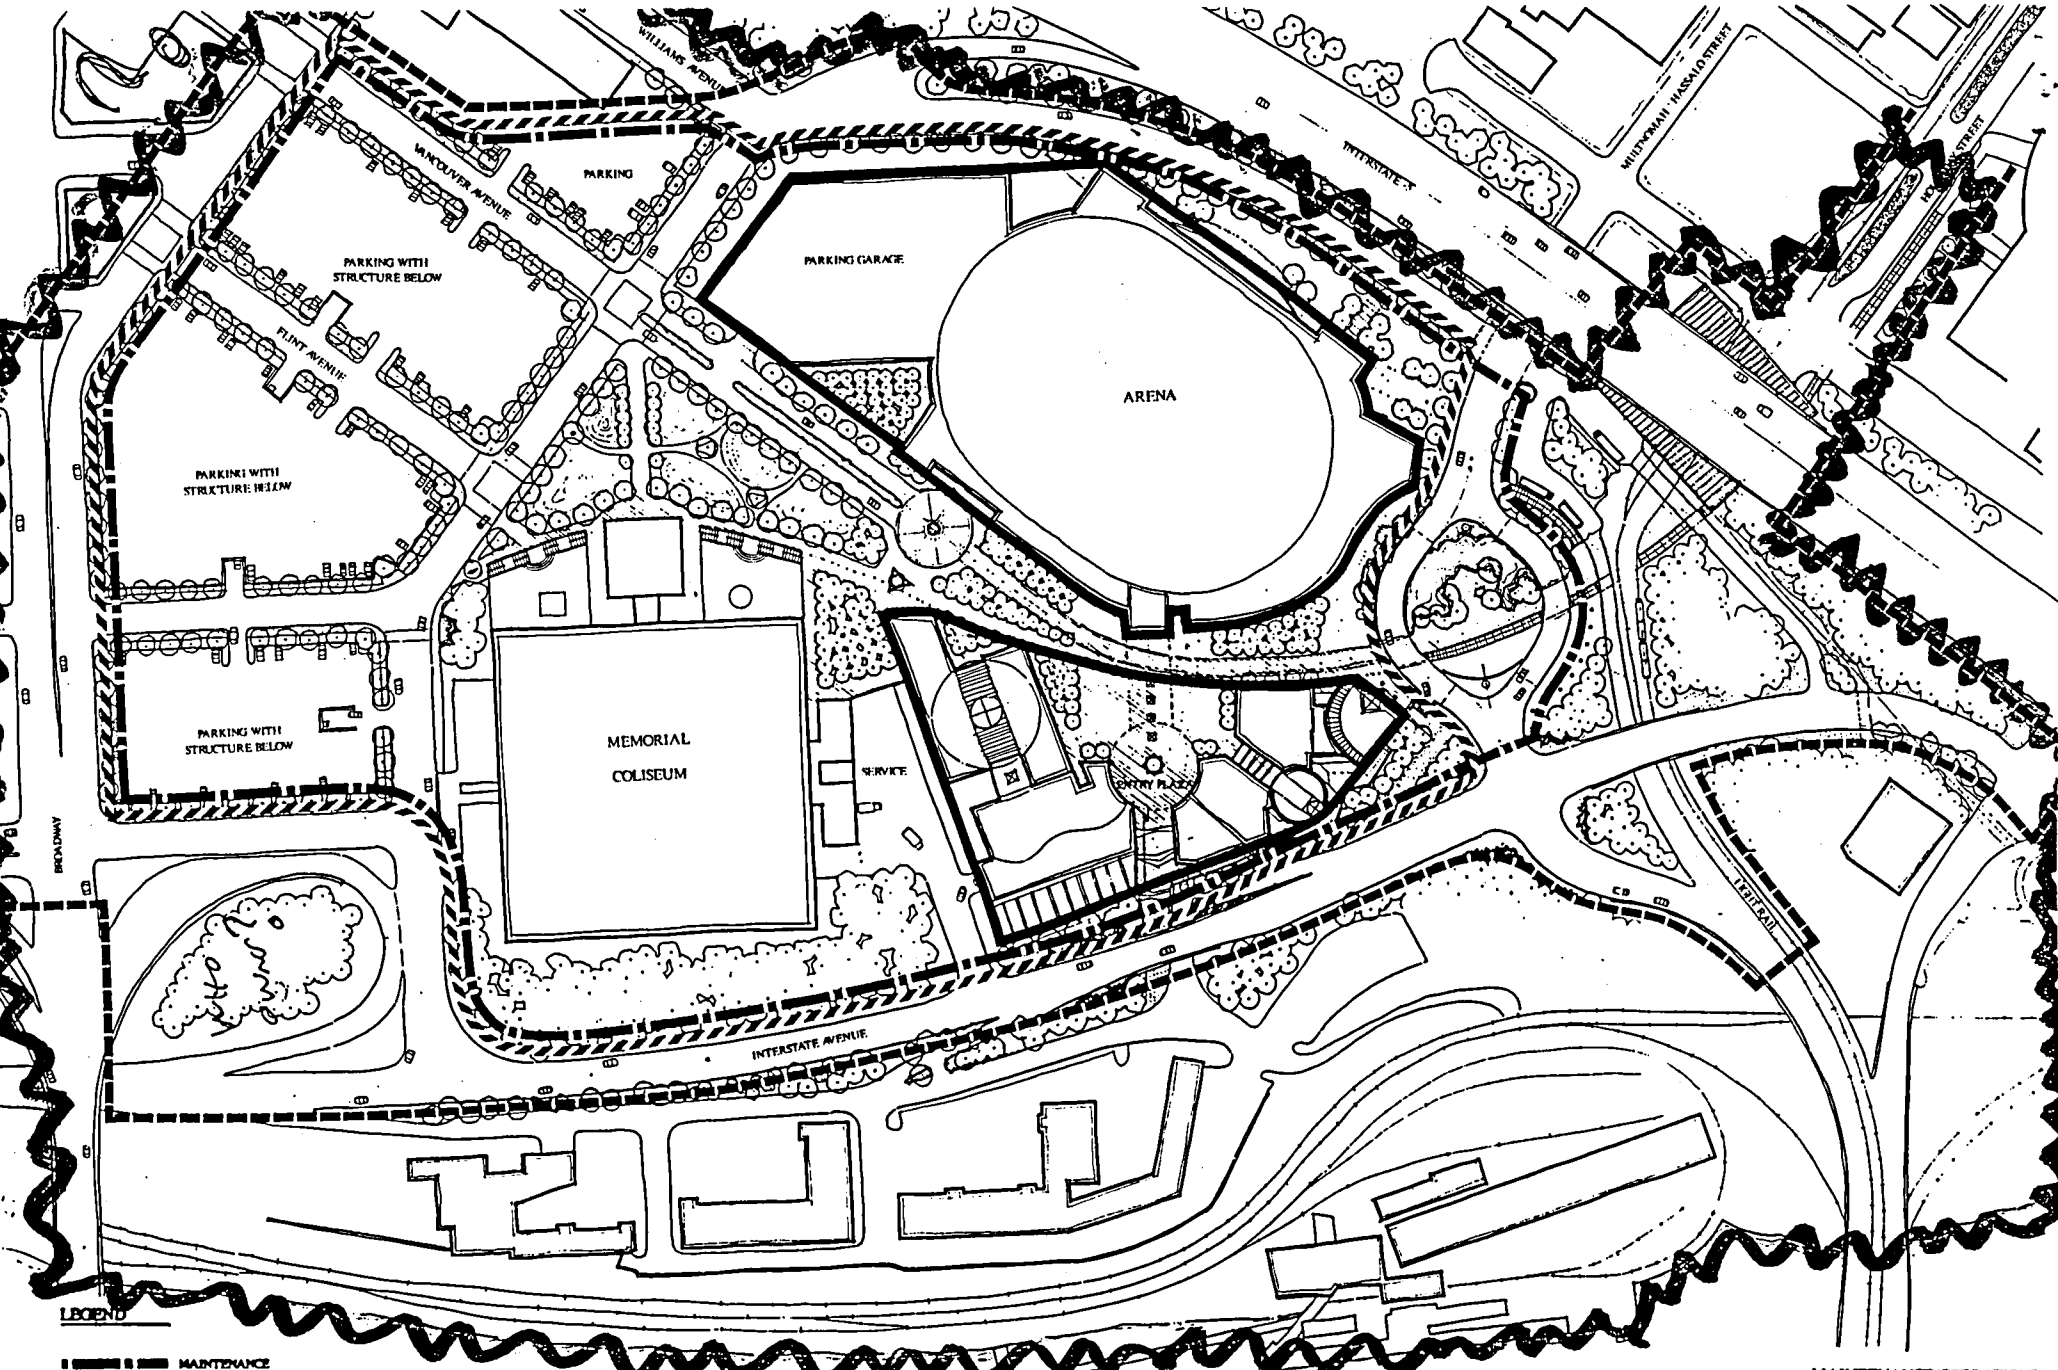 WILLIAMS AVENUE
MULTNOMAH - HASSALO STREET
STREET
INTERSTATE 5
VANCOUVER AVENUE
PARKING
PARKING WITH
STRUCTURE BELOW
PARKING GARAGE
FLINT AVENUE
ARENA
PARKING WITH
STRUCTURE BELOW
PARKING WITH
STRUCTURE BELOW
MEMORIAL
COLISEUM
SERVICE
ENTRY PLAZA
BROADWAY
LIGHT RAIL
INTERSTATE AVENUE
LEGEND
MAINTENANCE